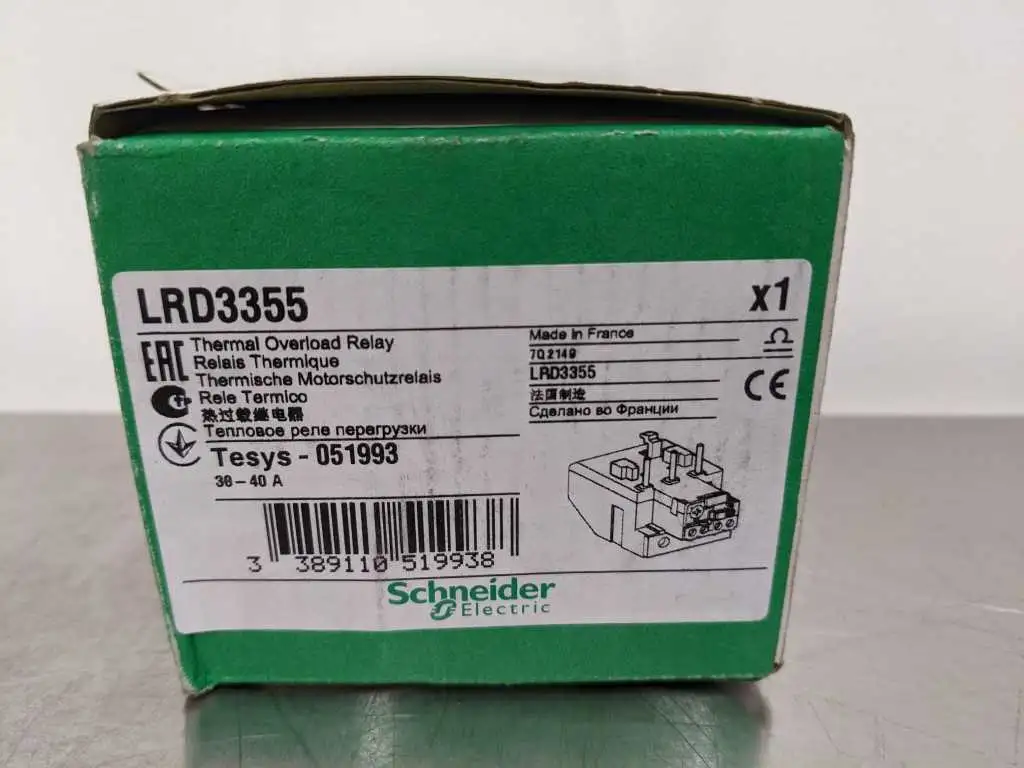 LRD3355
x1
EAC
Thermal Overload Relay
Relais Thermique
Thermische Motorschutzrelais
Rele Termico
热过载继电器
Тепловое реле перегрузки
Made in France
7Q2149
LRD3355
法国制造
Сделано во Франции
Ω
CE
Tesys - 051993
30-40 A
3 389110 519938
Schneider
Electric